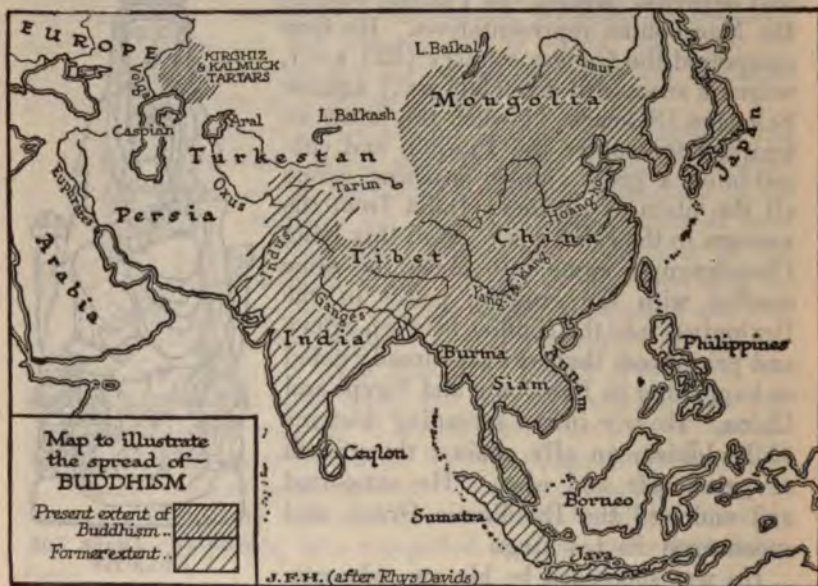 EUROPE
Volga
KIRGHIZ
& KALMUCK
TARTARS
L. Baikal
Amur
Mongolia
Japan
Caspian
Aral
L. Balkash
Turkestan
Oxus
Tarim
Euphrates
Persia
Hoang ho
China
Arabia
Indus
Tibet
Yang tse Kiang
Ganges
India
Burma
Siam
Annam
Philippines
Ceylon
Borneo
Sumatra
Java
Map to illustrate
the spread of
BUDDHISM
Present extent of
Buddhism..
Former extent..
J.F.H. (after Rhys Davids)